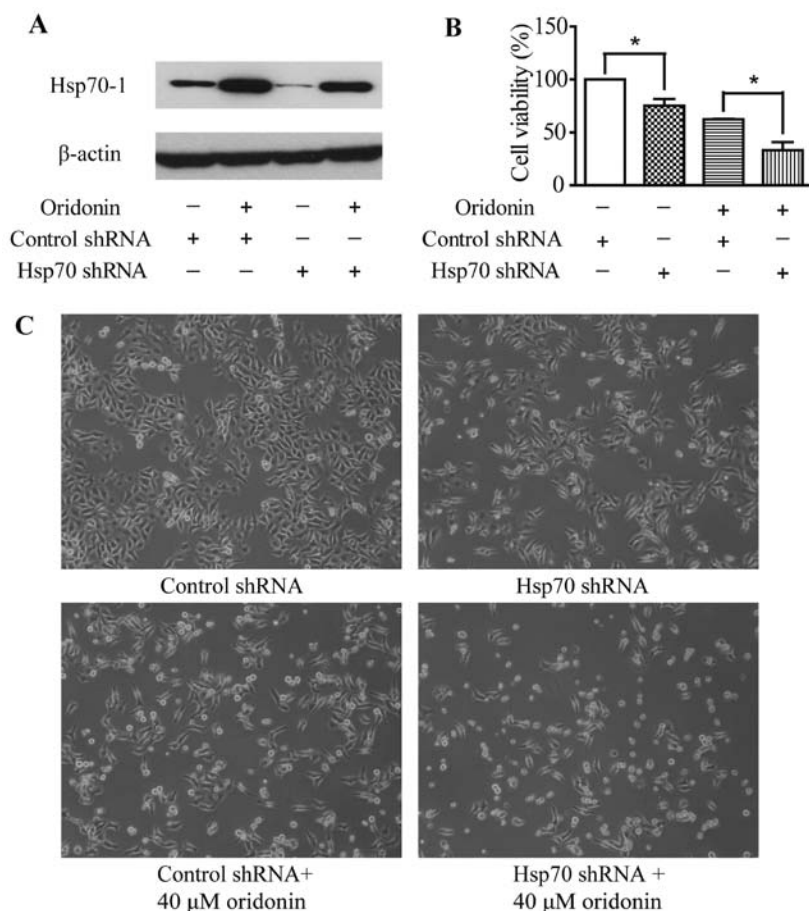 A
Hsp70-1
β-actin
Oridonin − + − +
Control shRNA + + − −
Hsp70 shRNA − − + +
B
Cell viability (%)
150
100
50
0
* *
Oridonin − − + +
Control shRNA + − + −
Hsp70 shRNA − + − +
C
Control shRNA
Hsp70 shRNA
Control shRNA+
40 μM oridonin
Hsp70 shRNA +
40 μM oridonin